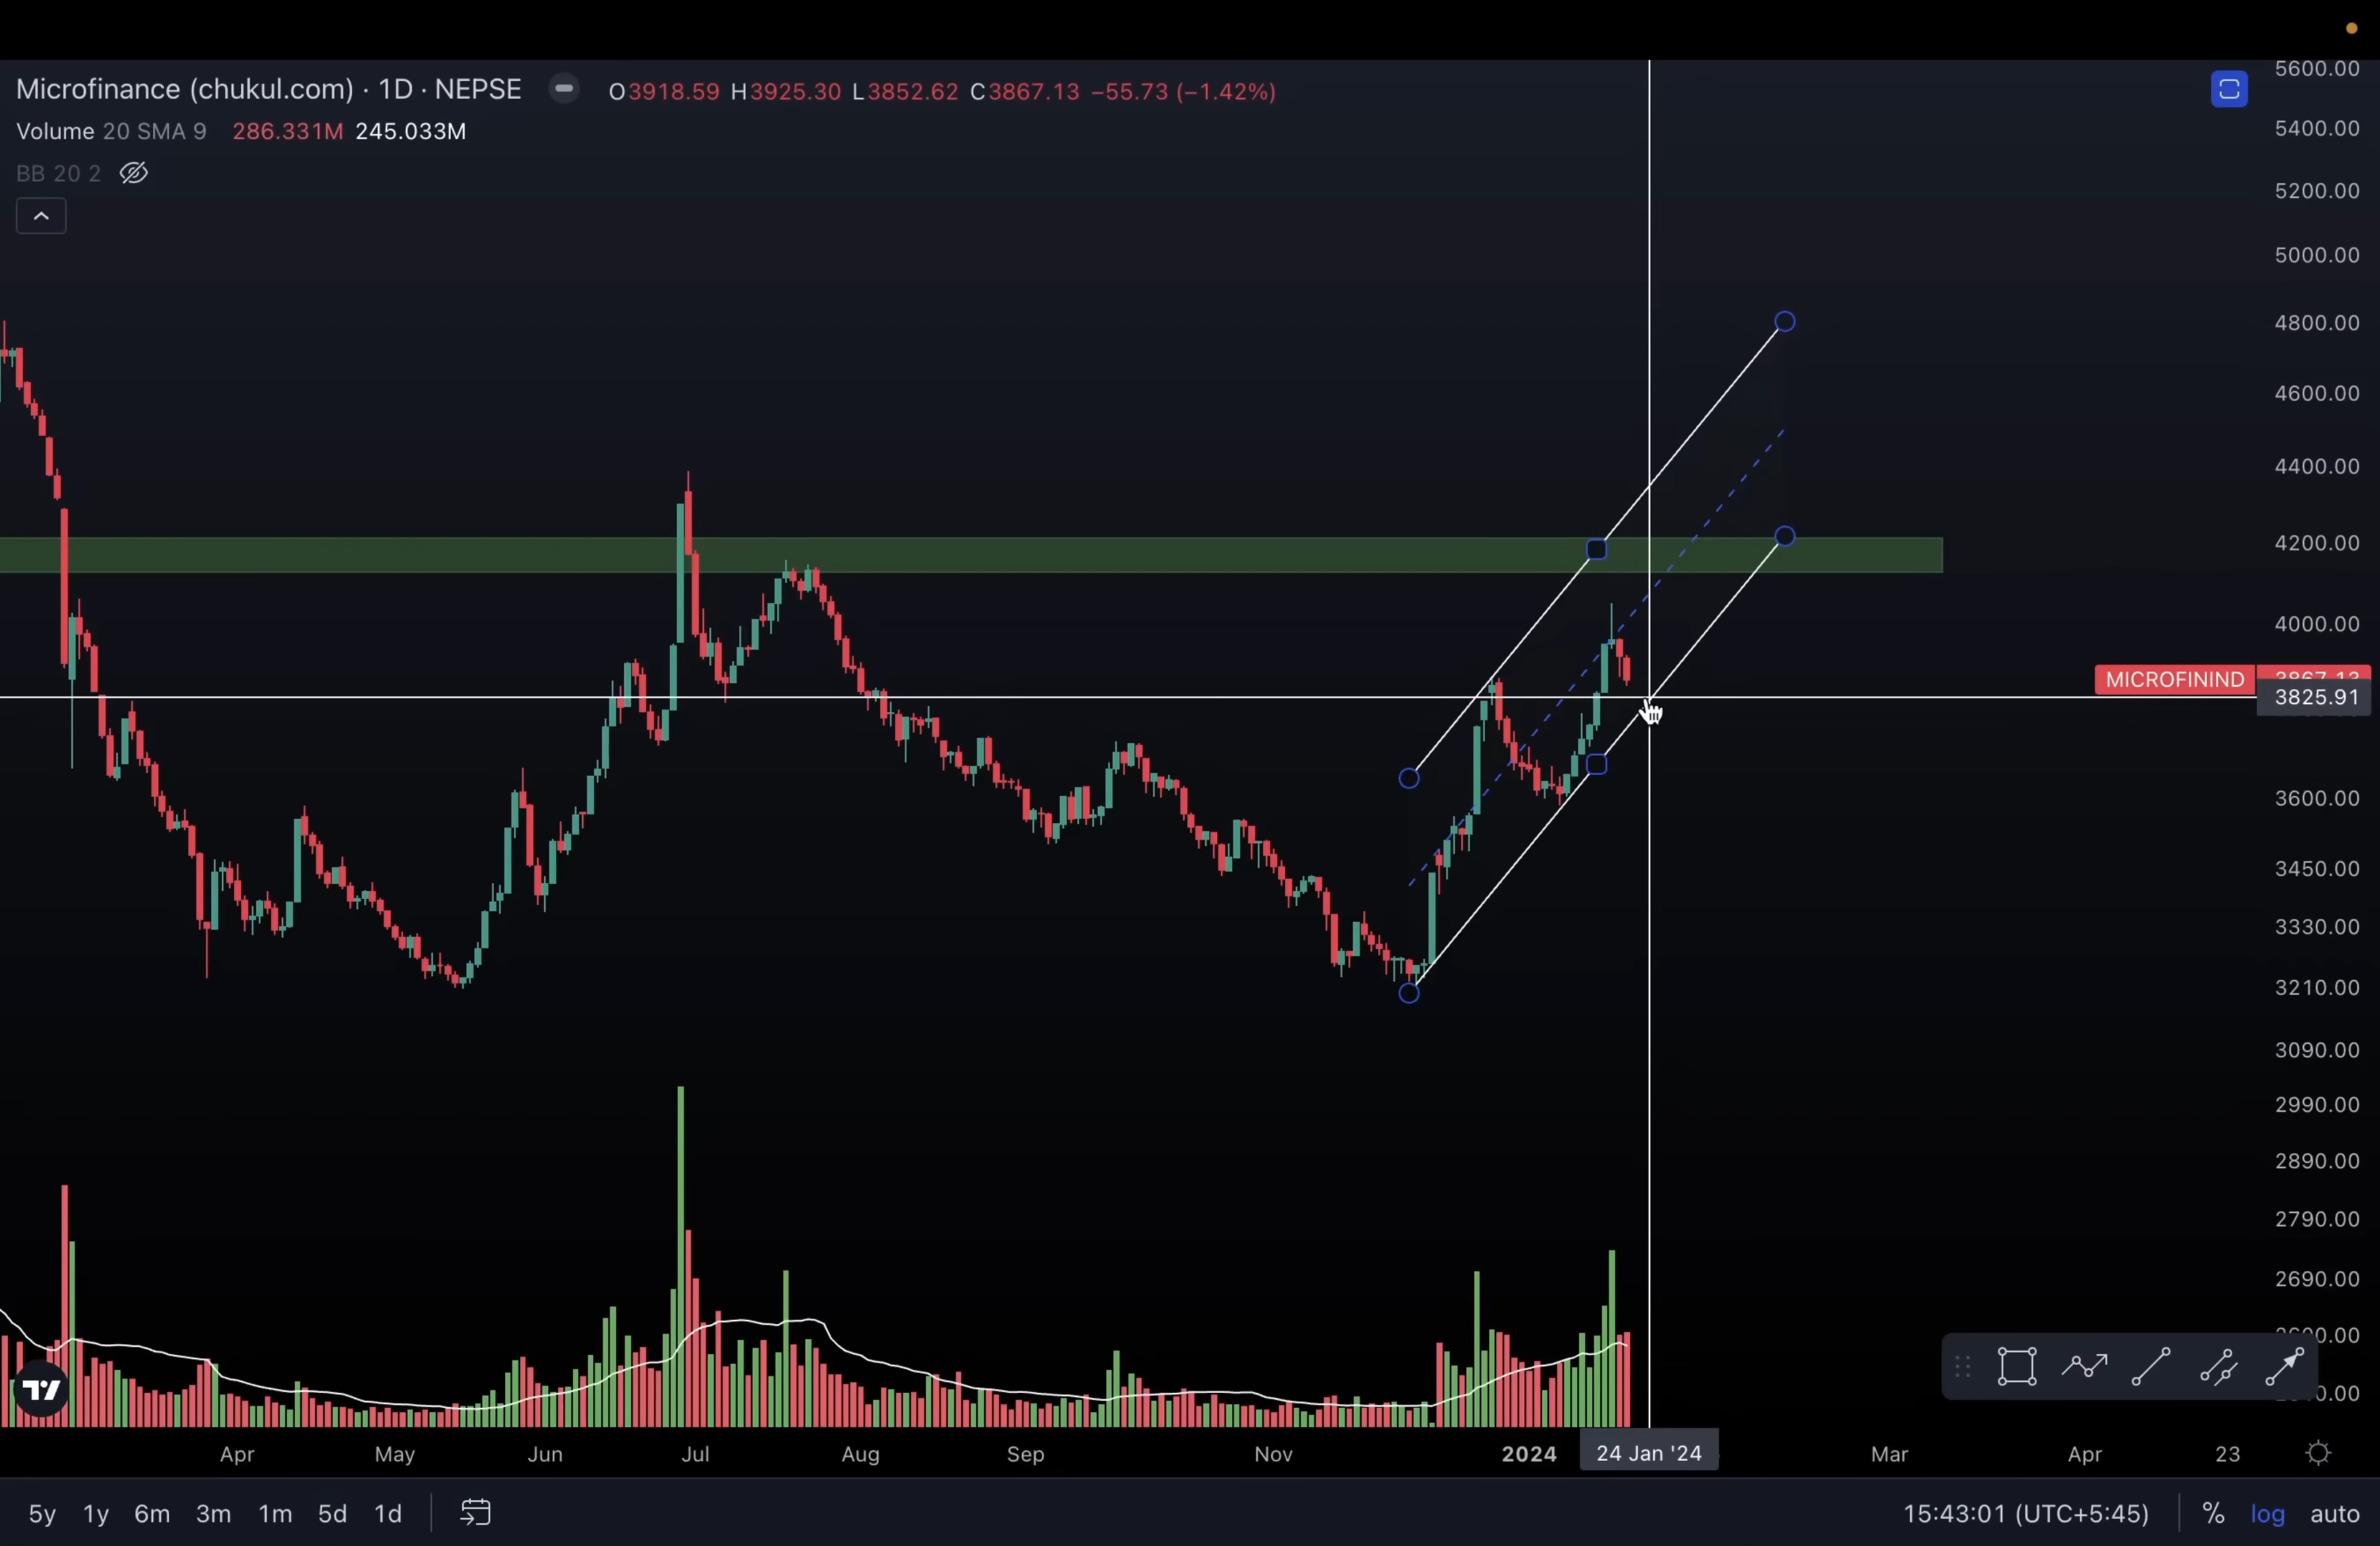 Microfinance (chukul.com) · 1D · NEPSE
O3918.59 H3925.30 L3852.62 C3867.13 −55.73 (−1.42%)
Volume 20 SMA 9 286.331M 245.033M
BB 20 2
5600.00
5400.00
5200.00
5000.00
4800.00
4600.00
4400.00
4200.00
4000.00
MICROFININD
3825.91
3600.00
3450.00
3330.00
3210.00
3090.00
2990.00
2890.00
2790.00
2690.00
Apr May Jun Jul Aug Sep Nov 2024 24 Jan '24 Mar Apr 23
5y 1y 6m 3m 1m 5d 1d
15:43:01 (UTC+5:45) % log auto